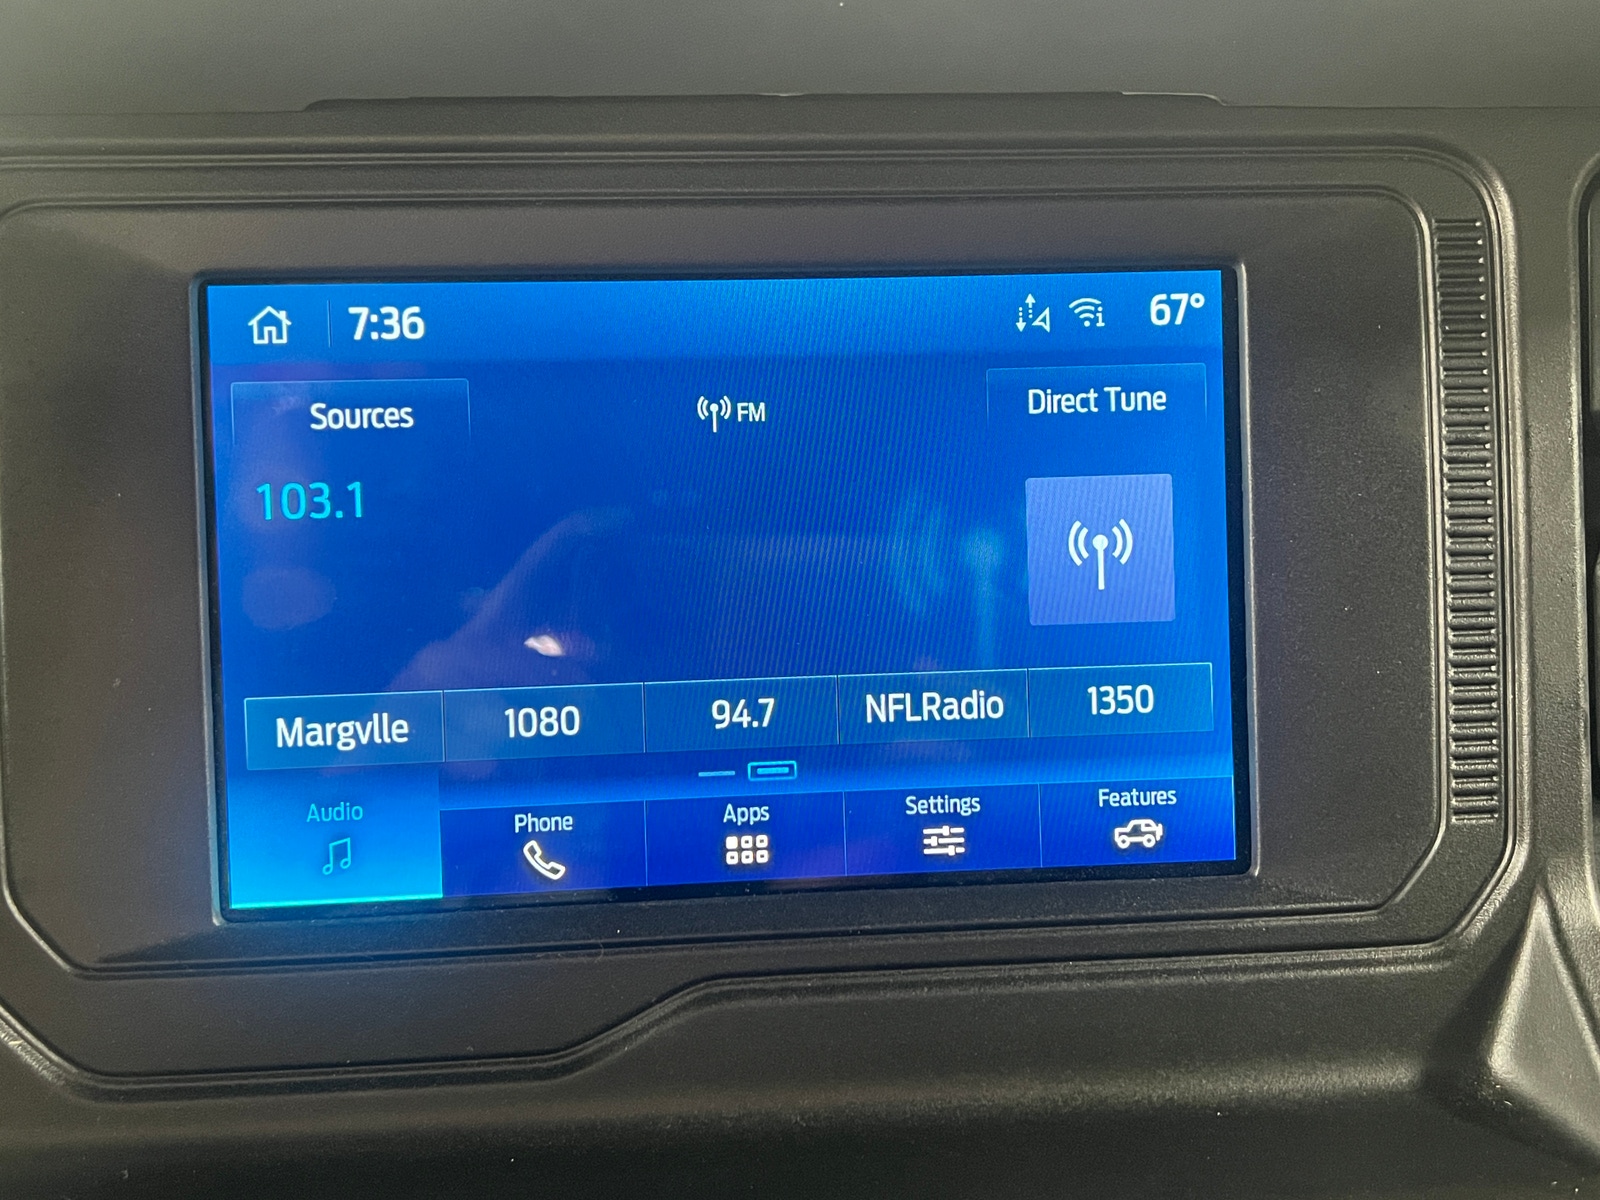 7:36
67°
Sources
FM
Direct Tune
103.1
Margvlle
1080
94.7
NFLRadio
1350
Audio
Phone
Apps
Settings
Features